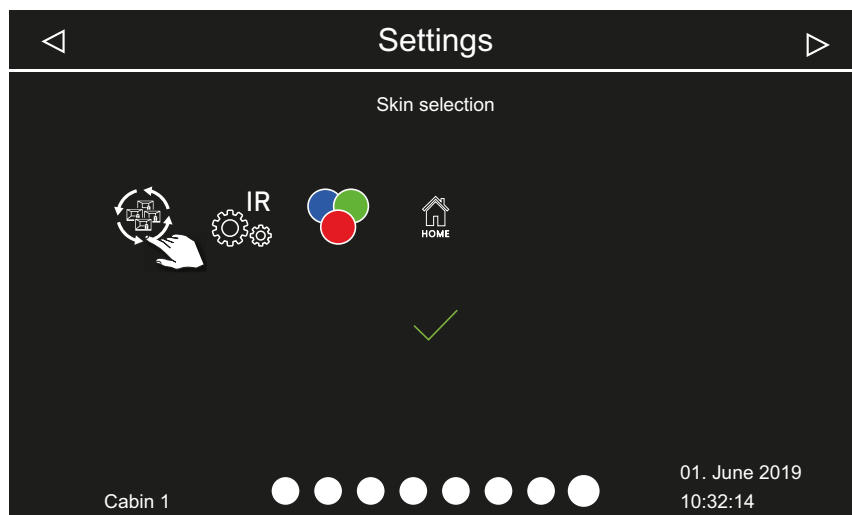 Settings
Skin selection
IR
HOME
Cabin 1
01. June 2019
10:32:14